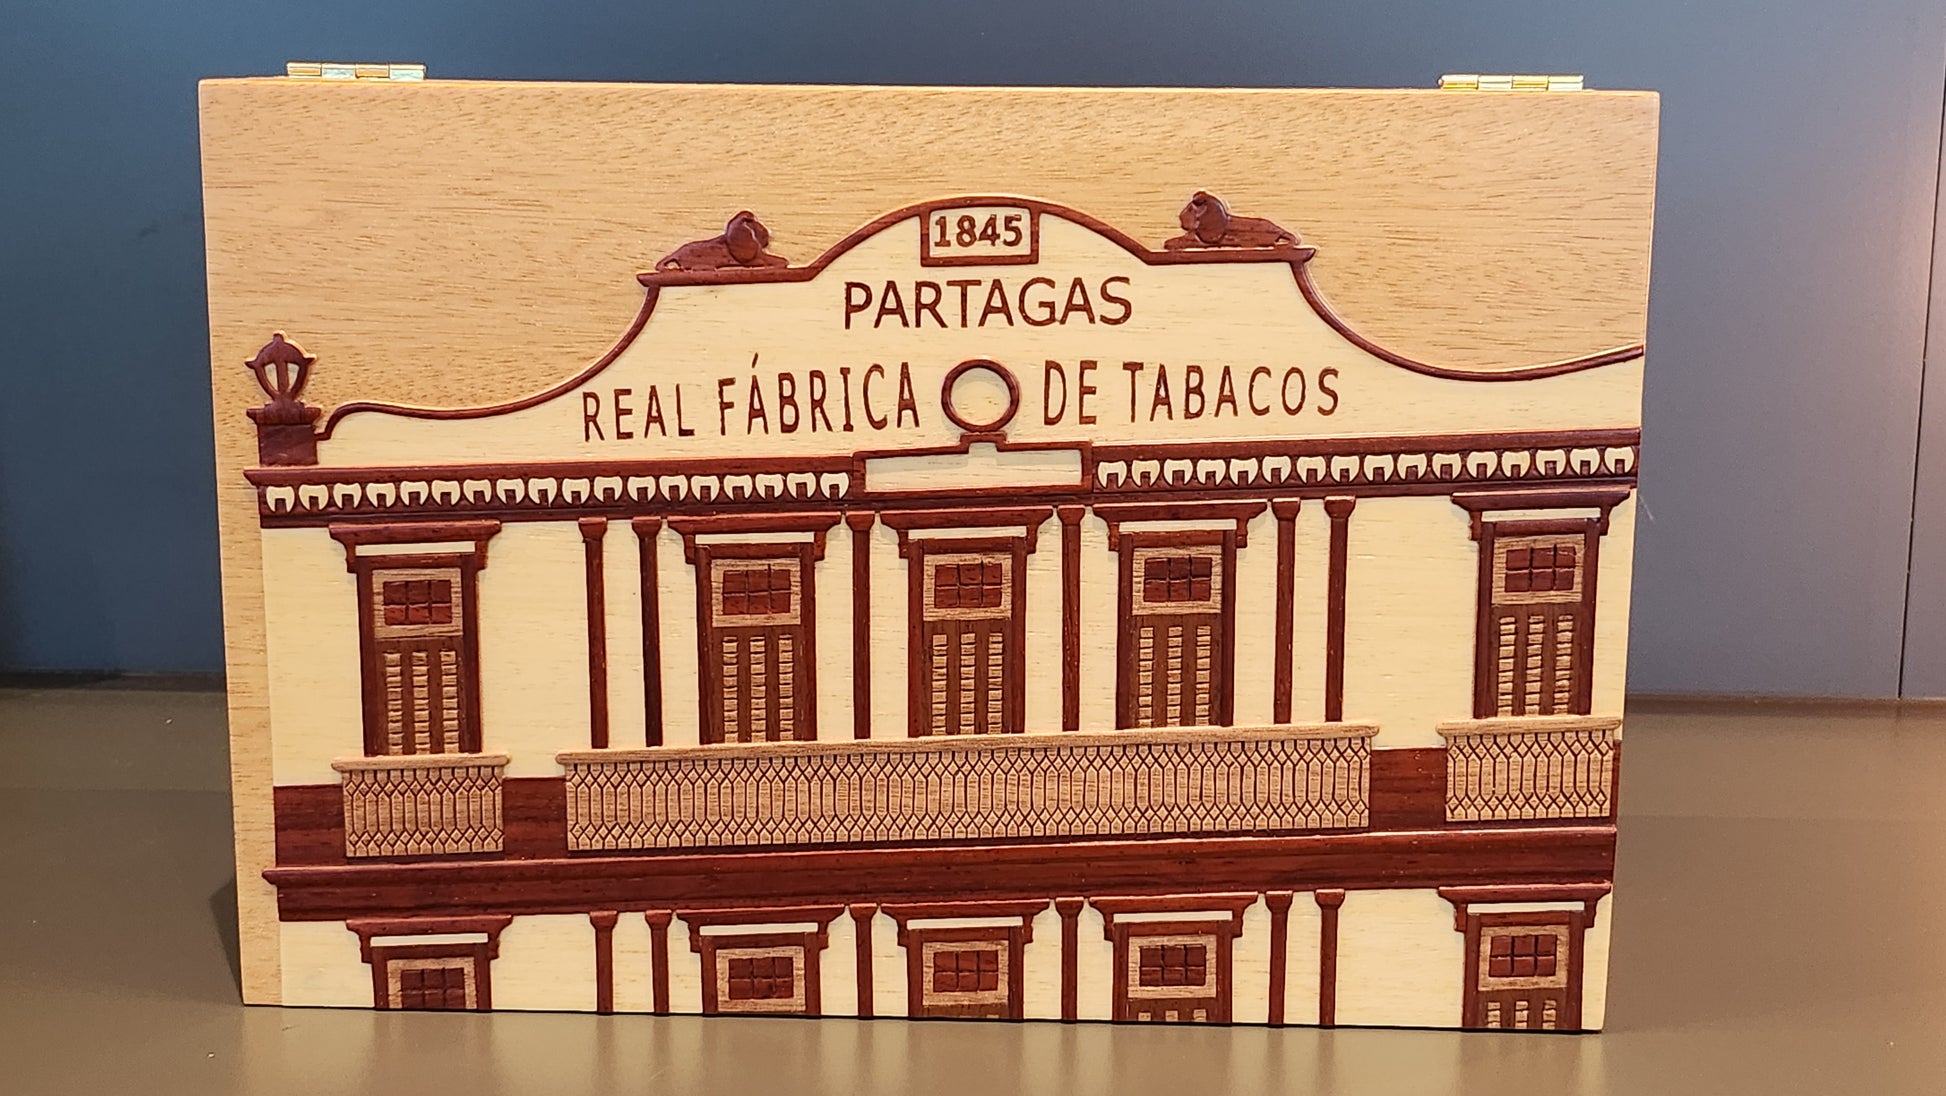 1845
PARTAGAS
REAL FÁBRICA DE TABACOS